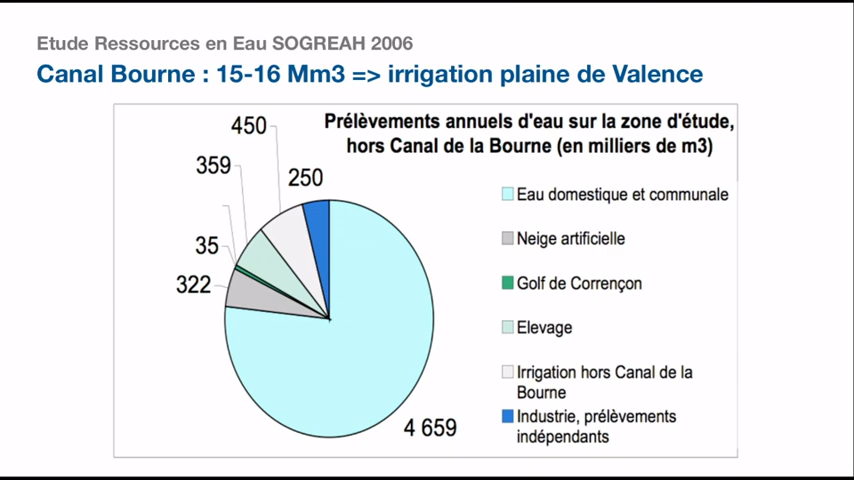 Etude Ressources en Eau SOGREAH 2006
Canal Bourne : 15-16 Mm3 => irrigation plaine de Valence
Prélèvements annuels d'eau sur la zone d'étude,
hors Canal de la Bourne (en milliers de m3)
450
359
250
35
322
4 659
Eau domestique et communale
Neige artificielle
Golf de Corrençon
Elevage
Irrigation hors Canal de la
Bourne
Industrie, prélèvements
indépendants